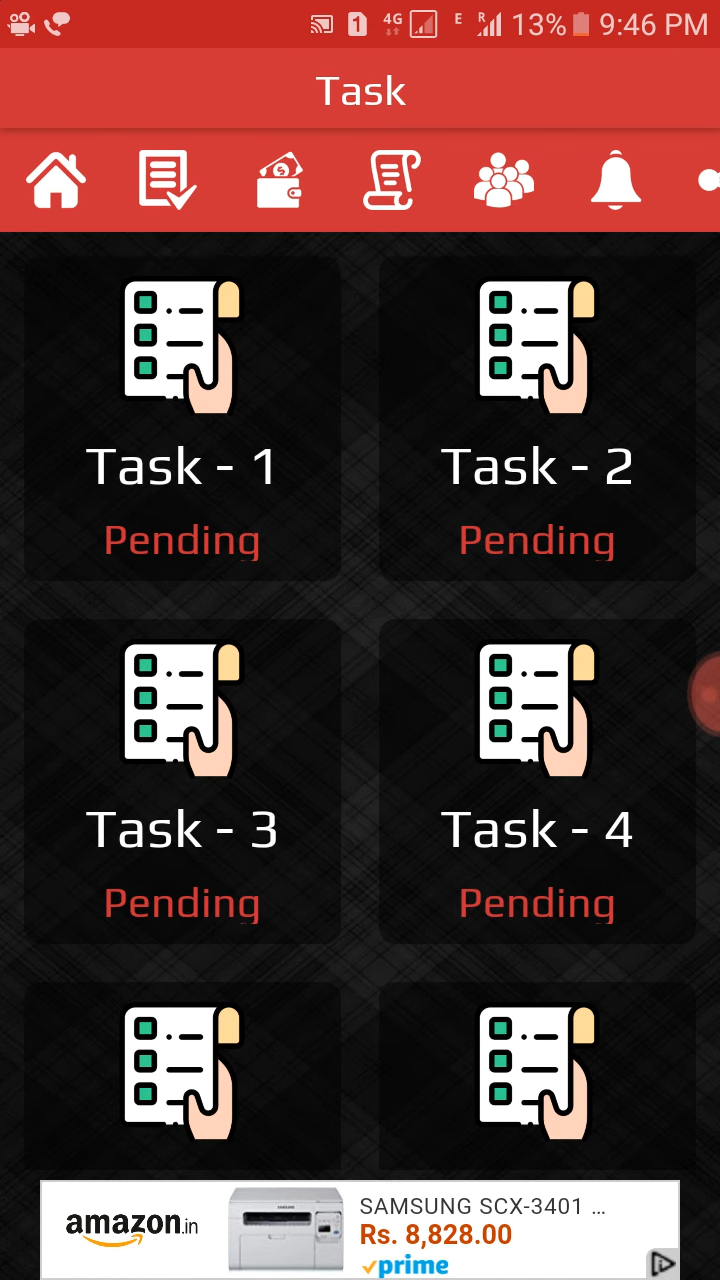 1 4G E R 13% 9:46 PM
Task
Task - 1
Task - 2
Pending
Pending
Task - 3
Task - 4
Pending
Pending
amazon.in
SAMSUNG SCX-3401 ...
Rs. 8,828.00
prime